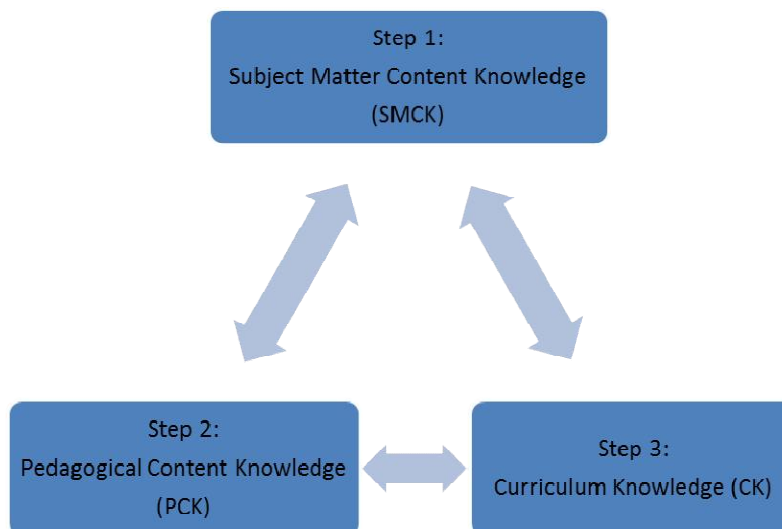 Step 1:
Subject Matter Content Knowledge
(SMCK)
Step 2:
Pedagogical Content Knowledge
(PCK)
Step 3:
Curriculum Knowledge (CK)